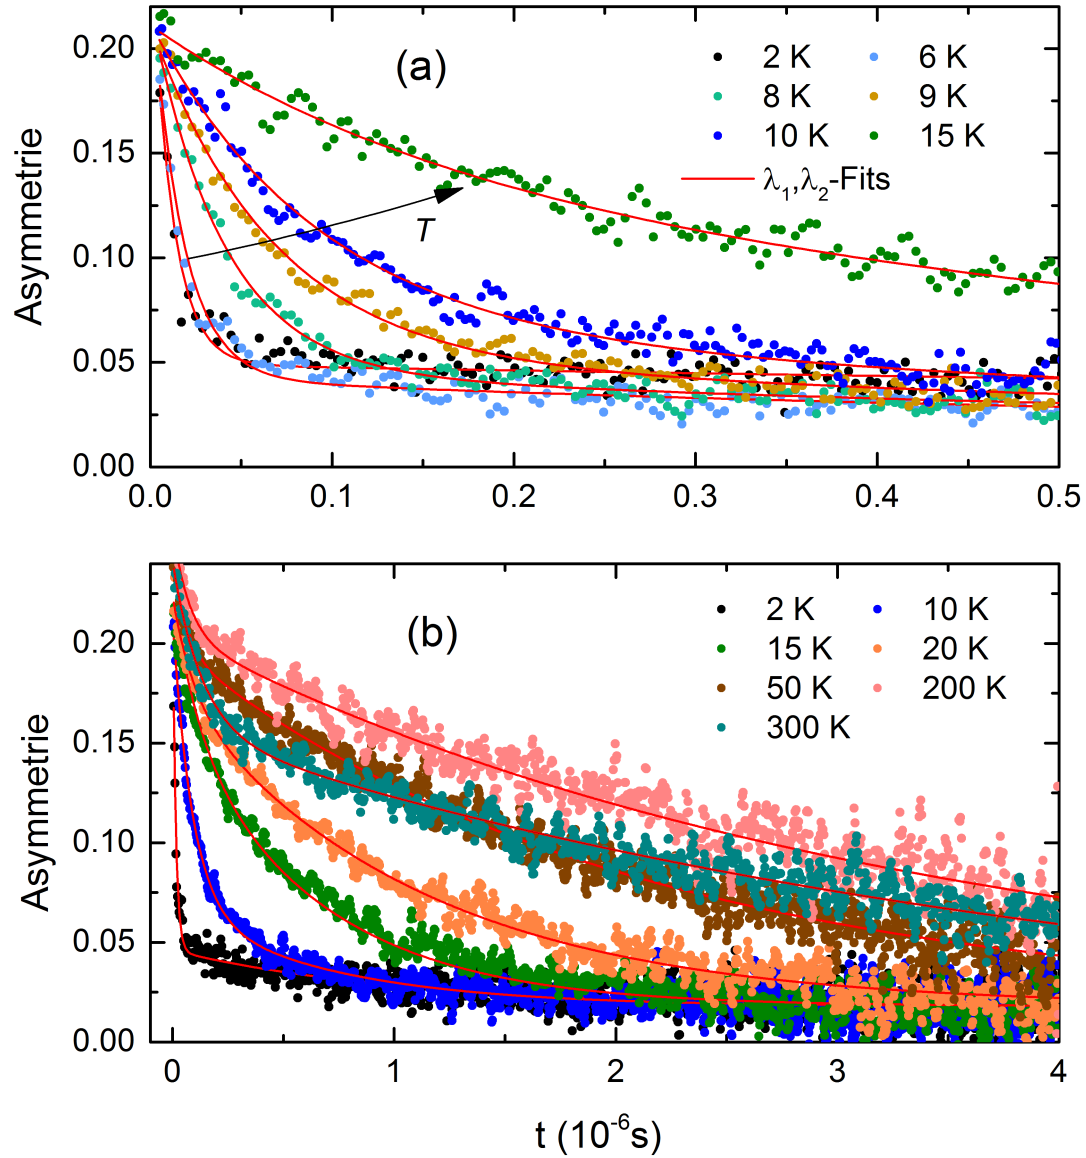 (a)
2 K 6 K
8 K 9 K
10 K 15 K
λ₁,λ₂-Fits
T
Asymmetrie
0.20
0.15
0.10
0.05
0.00
0.0 0.1 0.2 0.3 0.4 0.5
(b)
2 K 10 K
15 K 20 K
50 K 200 K
300 K
Asymmetrie
0.20
0.15
0.10
0.05
0.00
0 1 2 3 4
t (10⁻⁶s)